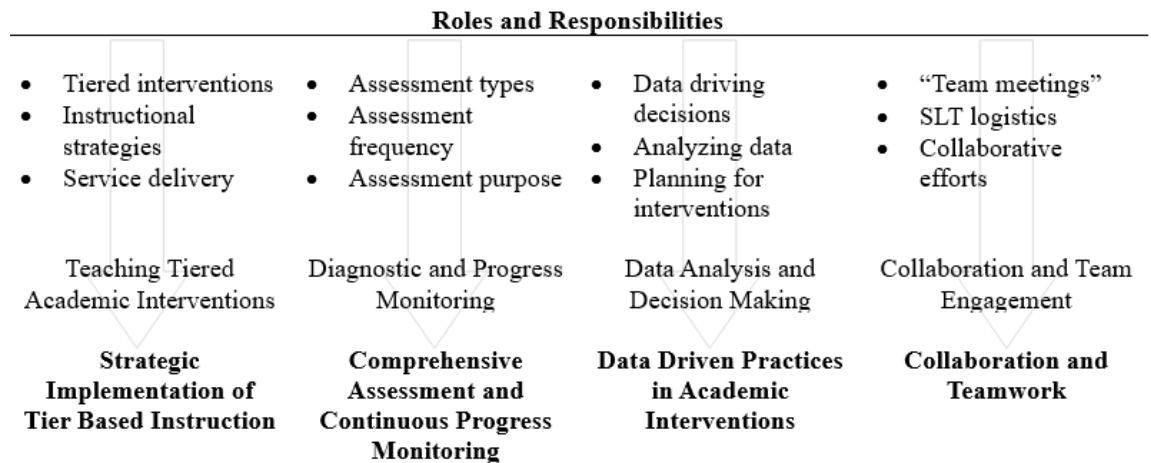 Roles and Responsibilities
• Tiered interventions
• Instructional
strategies
• Service delivery
Teaching Tiered
Academic Interventions
Strategic
Implementation of
Tier Based Instruction
• Assessment types
• Assessment
frequency
• Assessment purpose
Diagnostic and Progress
Monitoring
Comprehensive
Assessment and
Continuous Progress
Monitoring
• Data driving
decisions
• Analyzing data
• Planning for
interventions
Data Analysis and
Decision Making
Data Driven Practices
in Academic
Interventions
• “Team meetings”
• SLT logistics
• Collaborative
efforts
Collaboration and Team
Engagement
Collaboration and
Teamwork